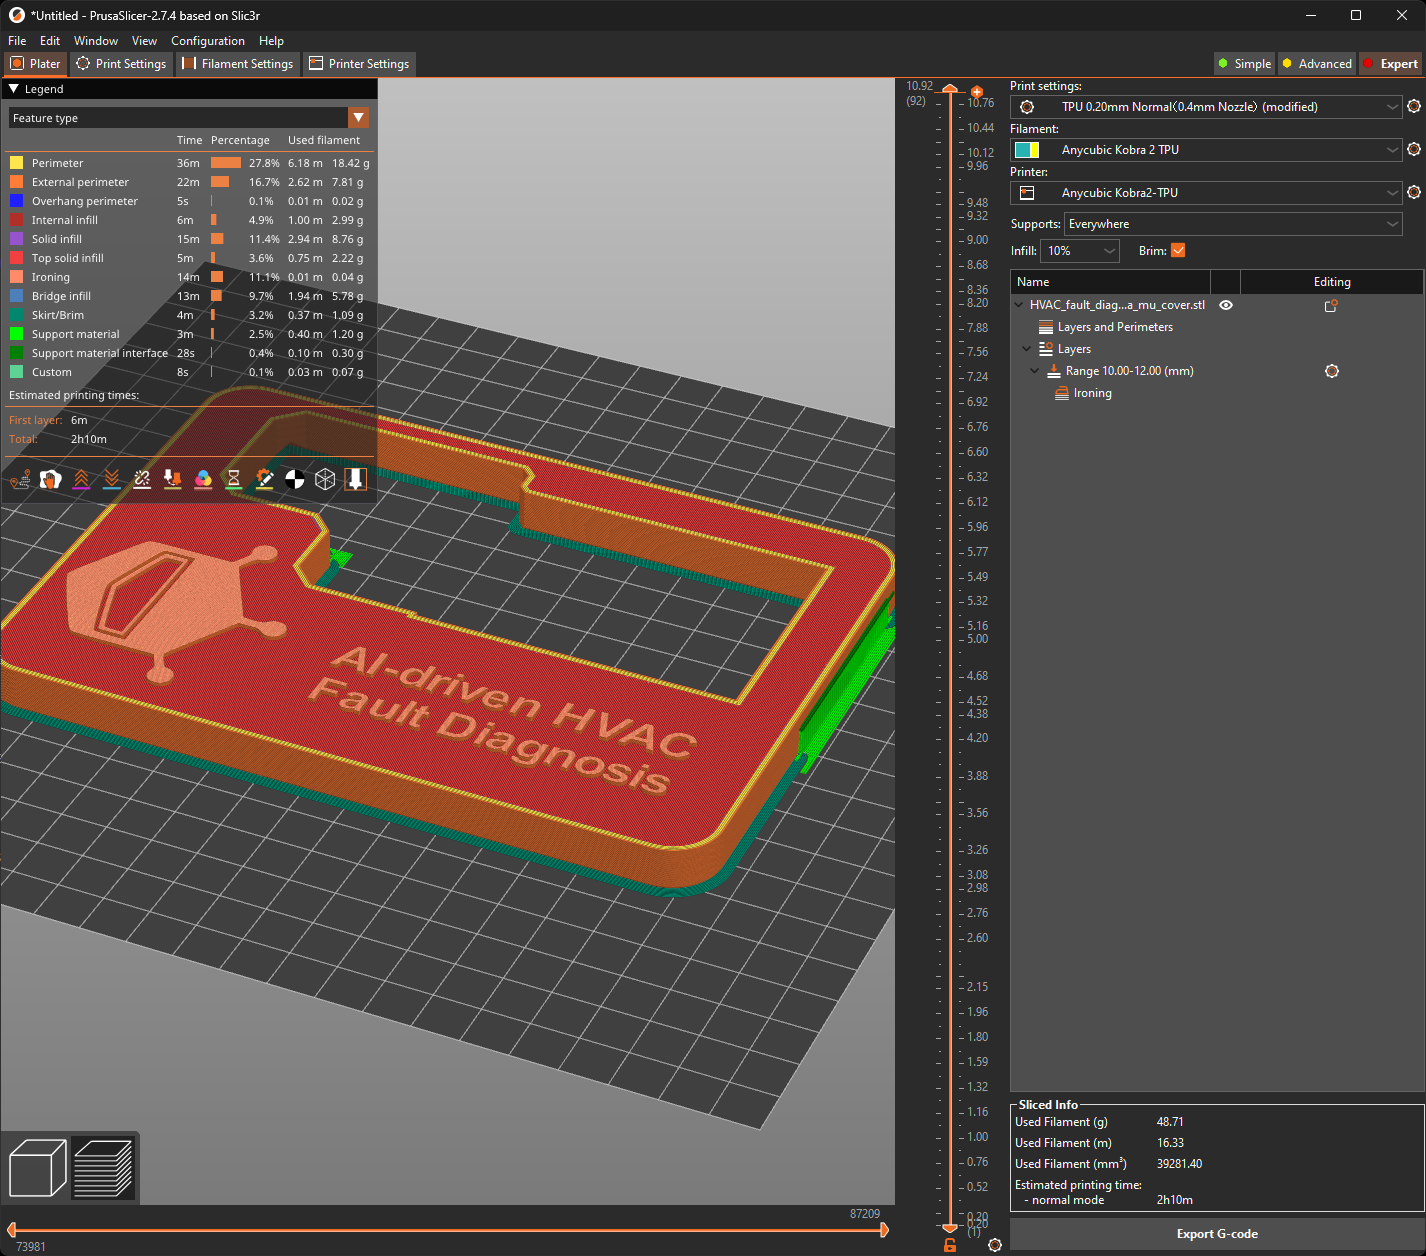 *Untitled - PrusaSlicer-2.7.4 based on Slic3r
File Edit Window View Configuration Help
Plater Print Settings Filament Settings Printer Settings
Simple Advanced Expert
Legend
Feature type
Time Percentage Used filament
Perimeter 36m 27.8% 6.18 m 18.42 g
External perimeter 22m 16.7% 2.62 m 7.81 g
Overhang perimeter 5s 0.1% 0.01 m 0.02 g
Internal infill 6m 4.9% 1.00 m 2.99 g
Solid infill 15m 11.4% 2.94 m 8.76 g
Top solid infill 5m 3.6% 0.75 m 2.22 g
Ironing 14m 11.1% 0.01 m 0.04 g
Bridge infill 13m 9.7% 1.94 m 5.78 g
Skirt/Brim 4m 3.2% 0.37 m 1.09 g
Support material 3m 2.5% 0.40 m 1.20 g
Support material interface 28s 0.4% 0.10 m 0.30 g
Custom 8s 0.1% 0.03 m 0.07 g
Estimated printing times:
First layer: 6m
Total: 2h10m
AI-driven HVAC
Fault Diagnosis
73981
87209
10.92
(92)
10.76
10.44
10.12
9.96
9.48
9.32
9.00
8.68
8.36
8.20
7.88
7.56
7.24
6.92
6.76
6.60
6.32
6.12
5.96
5.77
5.49
5.32
5.16
5.00
4.68
4.52
4.38
4.20
3.88
3.56
3.26
3.08
2.98
2.76
2.60
2.15
1.96
1.80
1.59
1.32
1.16
1.00
0.76
0.52
0.20
0.20
(1)
Print settings:
TPU 0.20mm Normal(0.4mm Nozzle) (modified)
Filament:
Anycubic Kobra 2 TPU
Printer:
Anycubic Kobra2-TPU
Supports: Everywhere
Infill: 10% Brim:
Name Editing
HVAC_fault_diag...a_mu_cover.stl
Layers and Perimeters
Layers
Range 10.00-12.00 (mm)
Ironing
Sliced Info
Used Filament (g) 48.71
Used Filament (m) 16.33
Used Filament (mm³) 39281.40
Estimated printing time:
- normal mode 2h10m
Export G-code